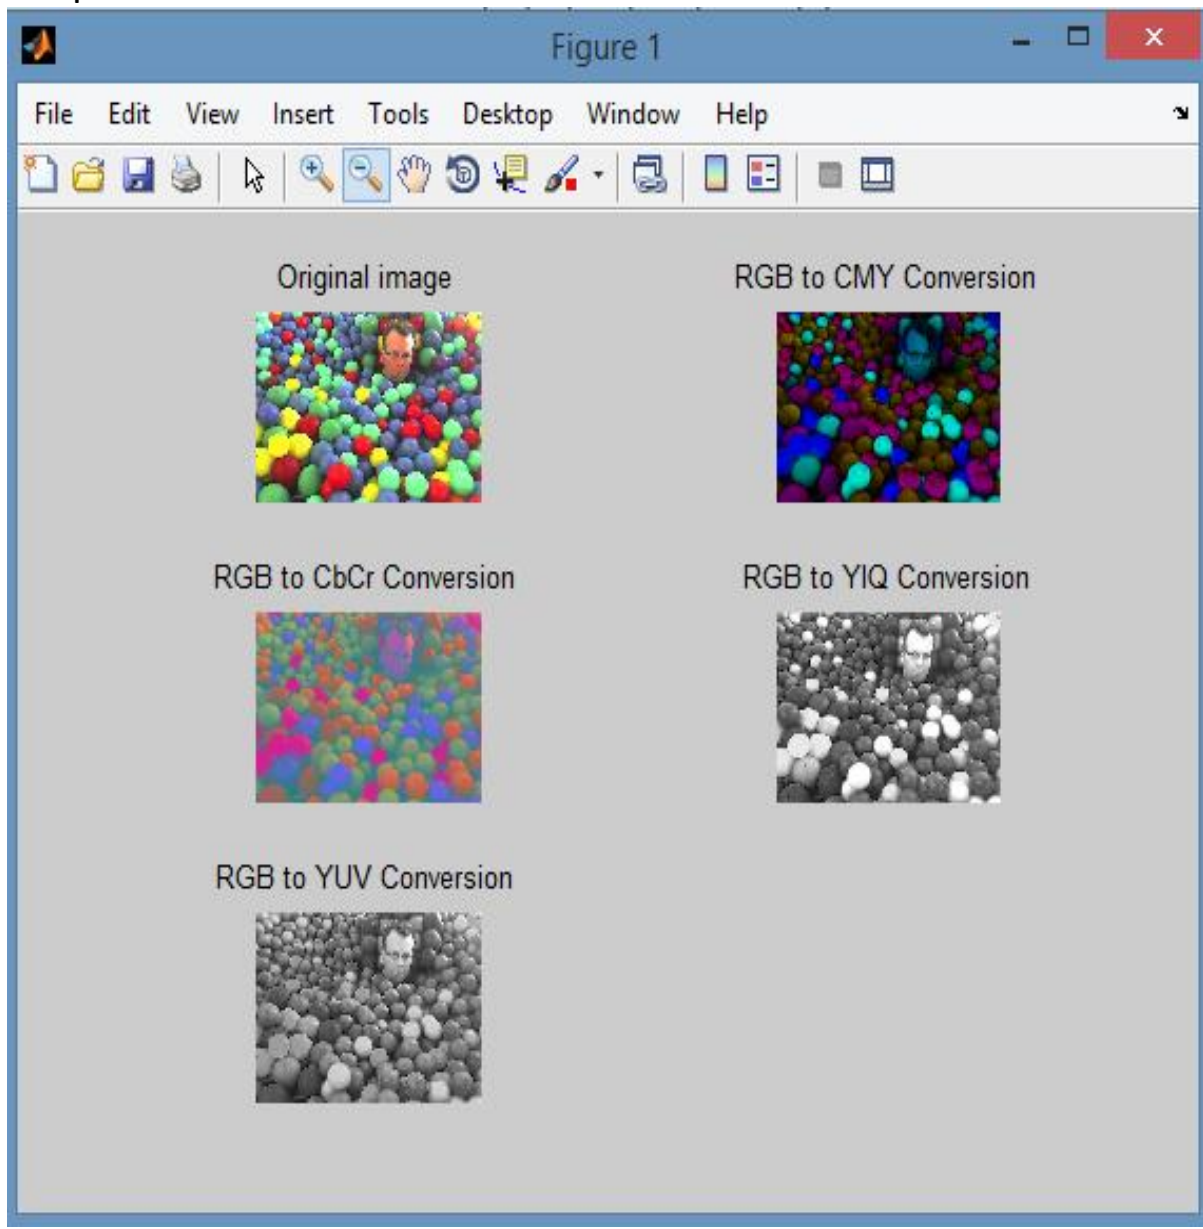 Figure 1
File Edit View Insert Tools Desktop Window Help
Original image
RGB to CMY Conversion
RGB to CbCr Conversion
RGB to YIQ Conversion
RGB to YUV Conversion